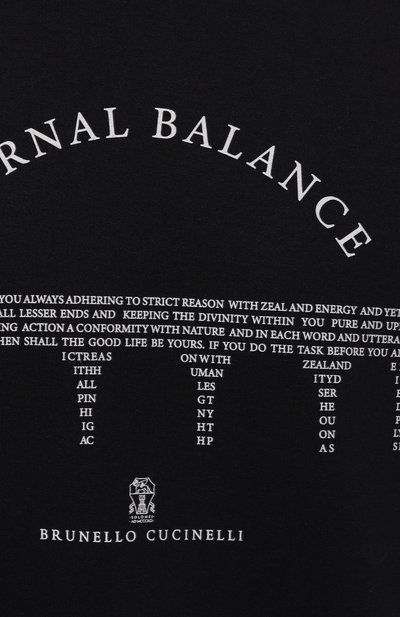 RNAL BALANCE
YOU ALWAYS ADHERING TO STRICT REASON WITH ZEAL AND ENERGY AND YET
ALL LESSER ENDS AND KEEPING THE DIVINITY WITHIN YOU PURE AND UP
ING ACTION A CONFORMITY WITH NATURE AND IN EACH WORD AND UTTERA
HEN SHALL THE GOOD LIFE BE YOURS. IF YOU DO THE TASK BEFORE YOU A
ICTREAS ONWITH ZEALAND E
ITHH UMAN ITYD
ALL LES SER
PIN GT HE
HI NY OU
IG HT ON
AC HP AS
SOLOMEO
BRUNELLO CUCINELLI